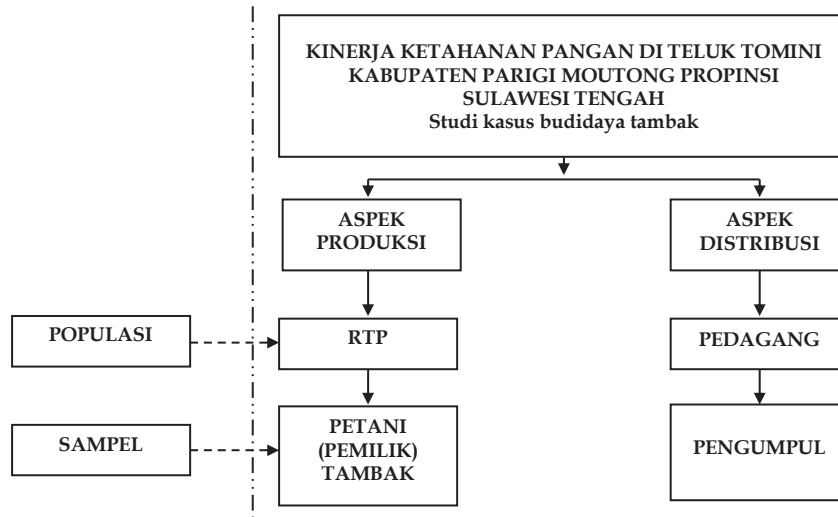 KINERJA KETAHANAN PANGAN DI TELUK TOMINI
KABUPATEN PARIGI MOUTONG PROPINSI
SULAWESI TENGAH
Studi kasus budidaya tambak
ASPEK
PRODUKSI
ASPEK
DISTRIBUSI
POPULASI
RTP
PEDAGANG
SAMPEL
PETANI
(PEMILIK)
TAMBAK
PENGUMPUL